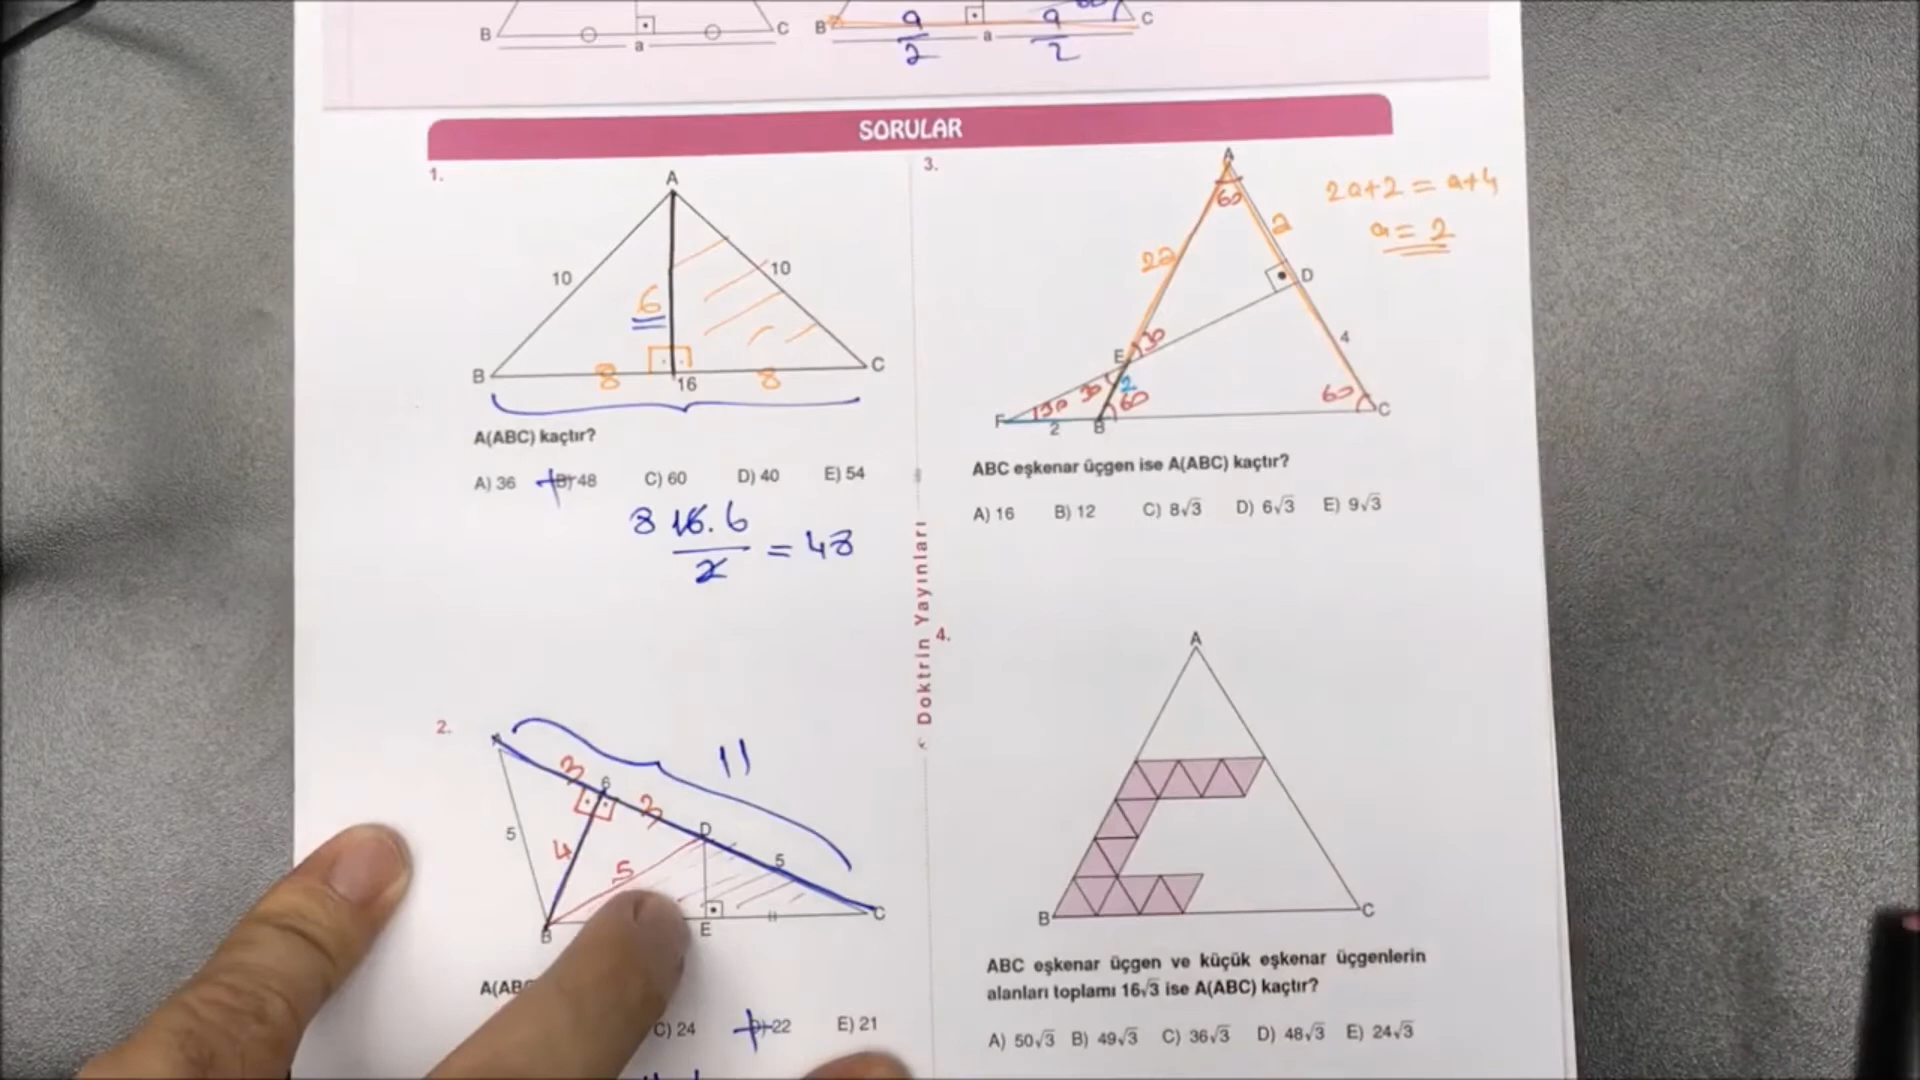 B
a
C
B
a/2
a
a/2
C
SORULAR
1.
A
10
10
6
B
8
16
8
C
A(ABC) kaçtır?
A) 36 B) 48 C) 60 D) 40 E) 54
8 16.6
2
= 48
2.
A
11
3
6
3
D
5
4
5
5
B
E
C
A(AB
C) 24 D) 22 E) 21
3.
A
60
2a+2 = a+4
a = 2
2a
a
D
4
E
30
30
2
60
60
F
2
B
C
ABC eşkenar üçgen ise A(ABC) kaçtır?
A) 16 B) 12 C) 8√3 D) 6√3 E) 9√3
Doktrin Yayınları
4.
A
B
C
ABC eşkenar üçgen ve küçük eşkenar üçgenlerin
alanları toplamı 16√3 ise A(ABC) kaçtır?
A) 50√3 B) 49√3 C) 36√3 D) 48√3 E) 24√3